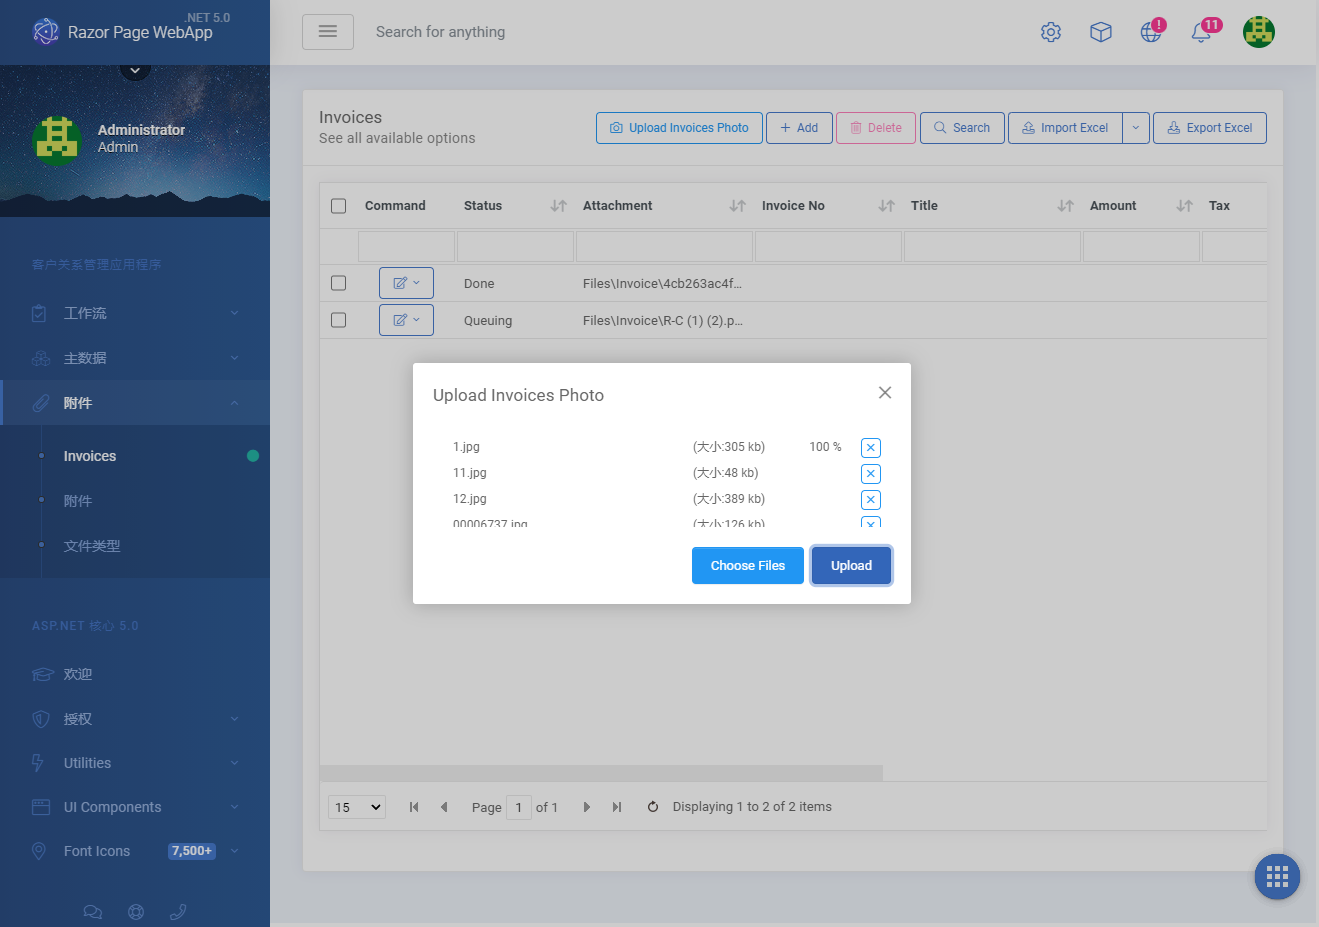 .NET 5.0
Razor Page WebApp
Search for anything
!
11
Administrator
Admin
客户关系管理应用程序
工作流
主数据
附件
Invoices
附件
文件类型
ASP.NET 核心 5.0
欢迎
授权
Utilities
UI Components
Font Icons 7,500+
Invoices
See all available options
Upload Invoices Photo Add Delete Search Import Excel Export Excel
Command Status Attachment Invoice No Title Amount Tax
Done Files\Invoice\4cb263ac4f...
Queuing Files\Invoice\R-C (1) (2).p...
Upload Invoices Photo
1.jpg (大小:305 kb) 100 %
11.jpg (大小:48 kb)
12.jpg (大小:389 kb)
00006737.jpg (大小:126 kb)
Choose Files Upload
15 Page 1 of 1 Displaying 1 to 2 of 2 items